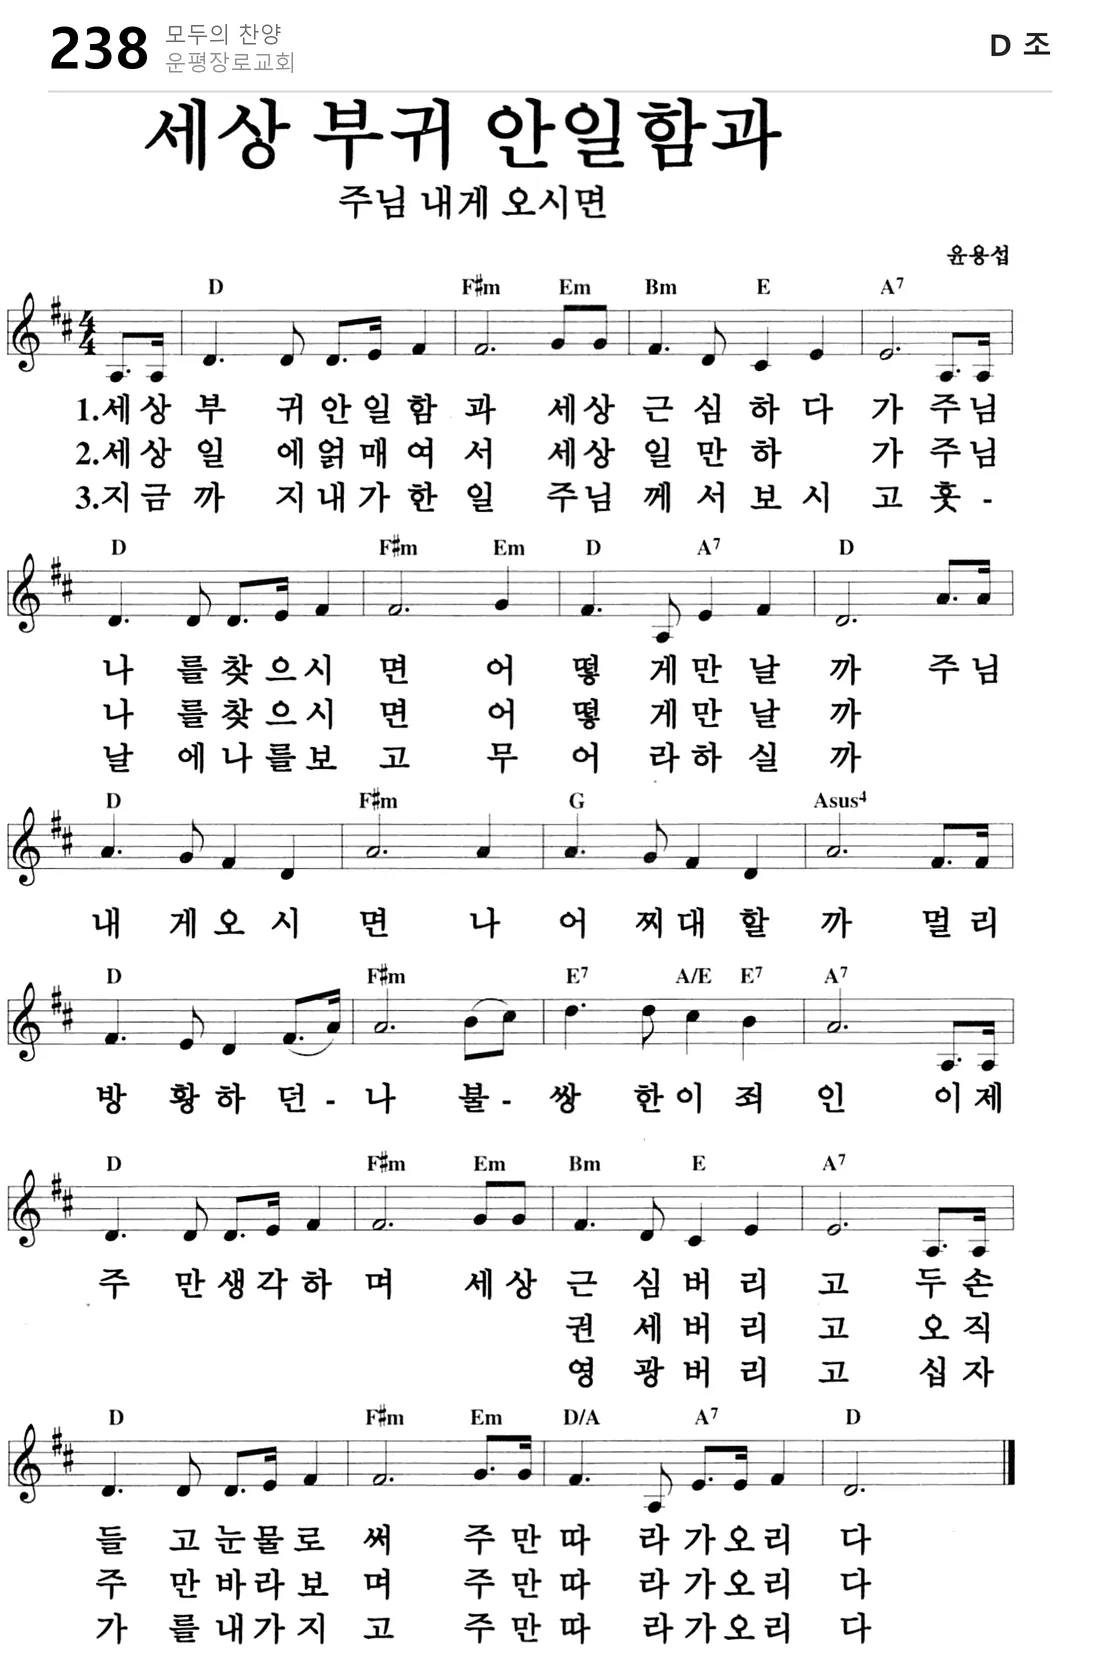 238 모두의 찬양
운평장로교회
D 조
세상 부귀 안일함과
주님 내게 오시면
윤용섭
D F#m Em Bm E A7
1.세상 부 귀안일함 과 세상 근 심 하 다 가 주님
2.세상 일 에얽매여 서 세상 일 만 하 가 주님
3.지금 까 지내가한 일 주님 께 서 보 시 고 훗 -
D F#m Em D A7 D
나 를찾으시 면 어 떻 게만 날 까 주님
나 를찾으시 면 어 떻 게만 날 까
날 에나를보 고 무 어 라하 실 까
D F#m G Asus4
내 게오 시 면 나 어 찌대 할 까 멀리
D F#m E7 A/E E7 A7
방 황하 던 - 나 불 - 쌍 한이 죄 인 이제
D F#m Em Bm E A7
주 만생각하 며 세상 근 심 버 리 고 두손
권 세 버 리 고 오직
영 광 버 리 고 십자
D F#m Em D/A A7 D
들 고눈물로 써 주만따 라가오리 다
주 만바라보 며 주만따 라가오리 다
가 를내가지 고 주만따 라가오리 다